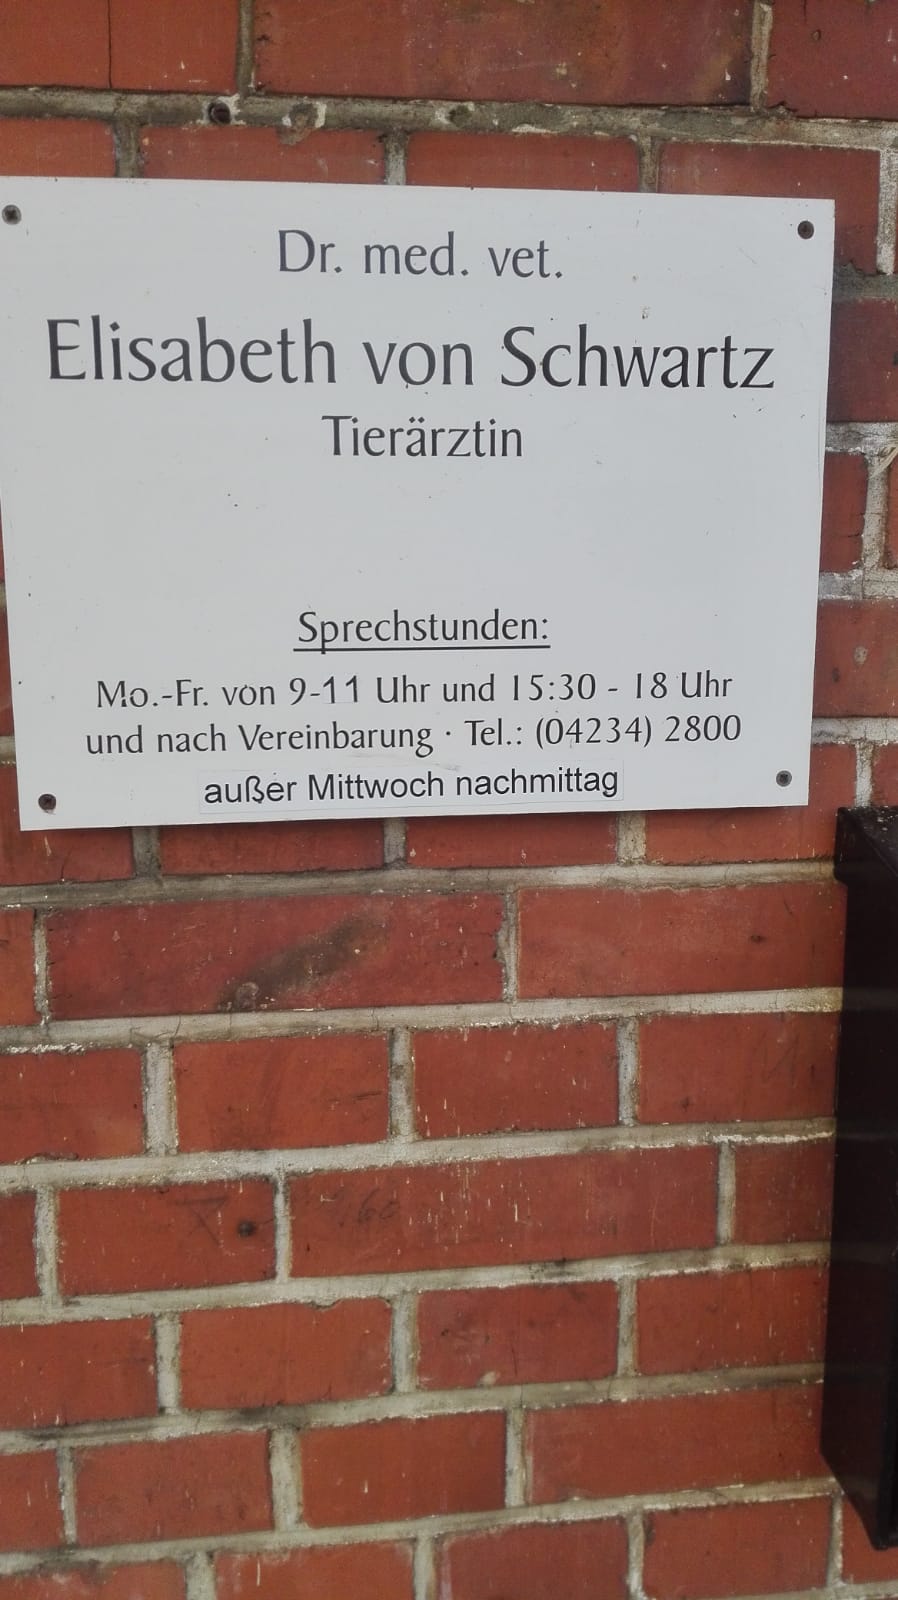 Dr. med. vet.
Elisabeth von Schwartz
Tierärztin
Sprechstunden:
Mo.-Fr. von 9-11 Uhr und 15:30 - 18 Uhr
und nach Vereinbarung · Tel.: (04234) 2800
außer Mittwoch nachmittag